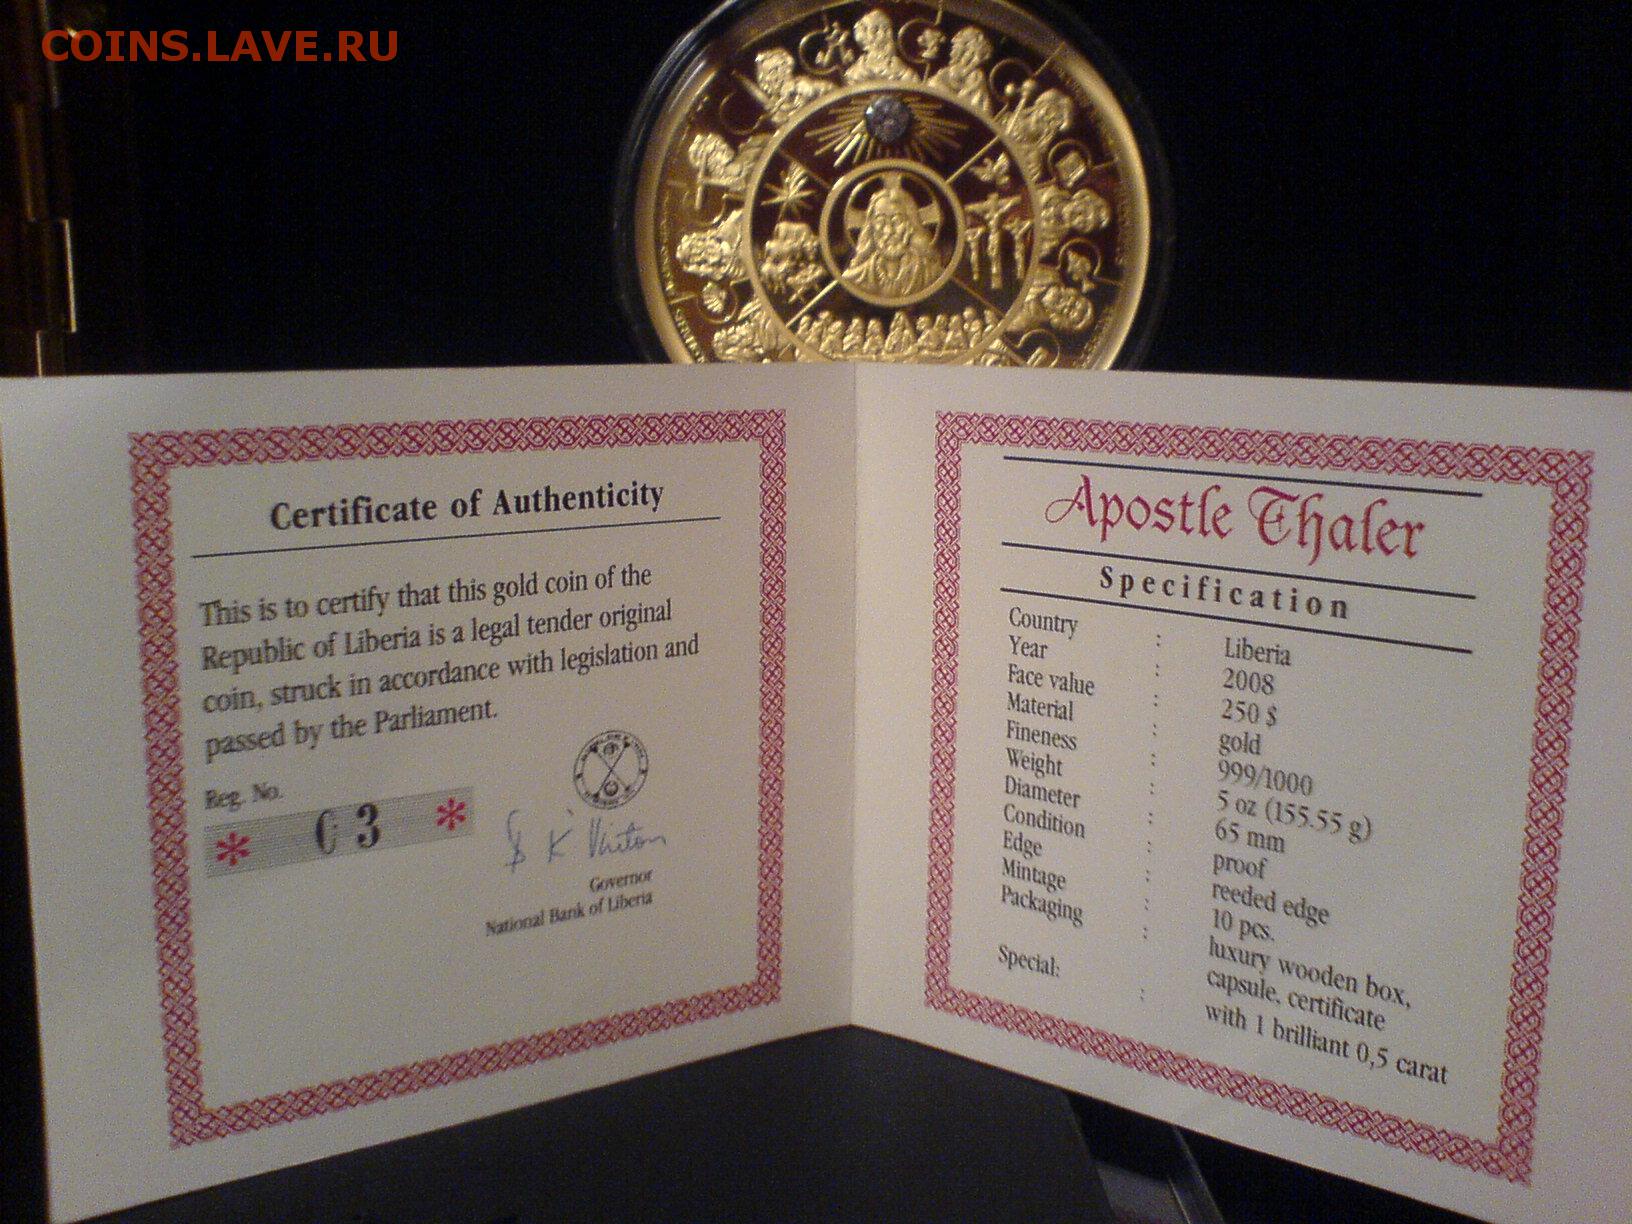 COINS.LAVE.RU
Certificate of Authenticity
This is to certify that this gold coin of the
Republic of Liberia is a legal tender original
coin, struck in accordance with legislation and
passed by the Parliament.
Reg. No.
* 03 *
Governor
National Bank of Liberia
Apostle Thaler
Specification
Country : Liberia
Year : 2008
Face value : 250 $
Material : gold
Fineness : 999/1000
Weight : 5 oz (155.55 g)
Diameter : 65 mm
Condition : proof
Edge : reeded edge
Mintage : 10 pcs.
Packaging : luxury wooden box,
capsule, certificate
Special: : with 1 brilliant 0,5 carat